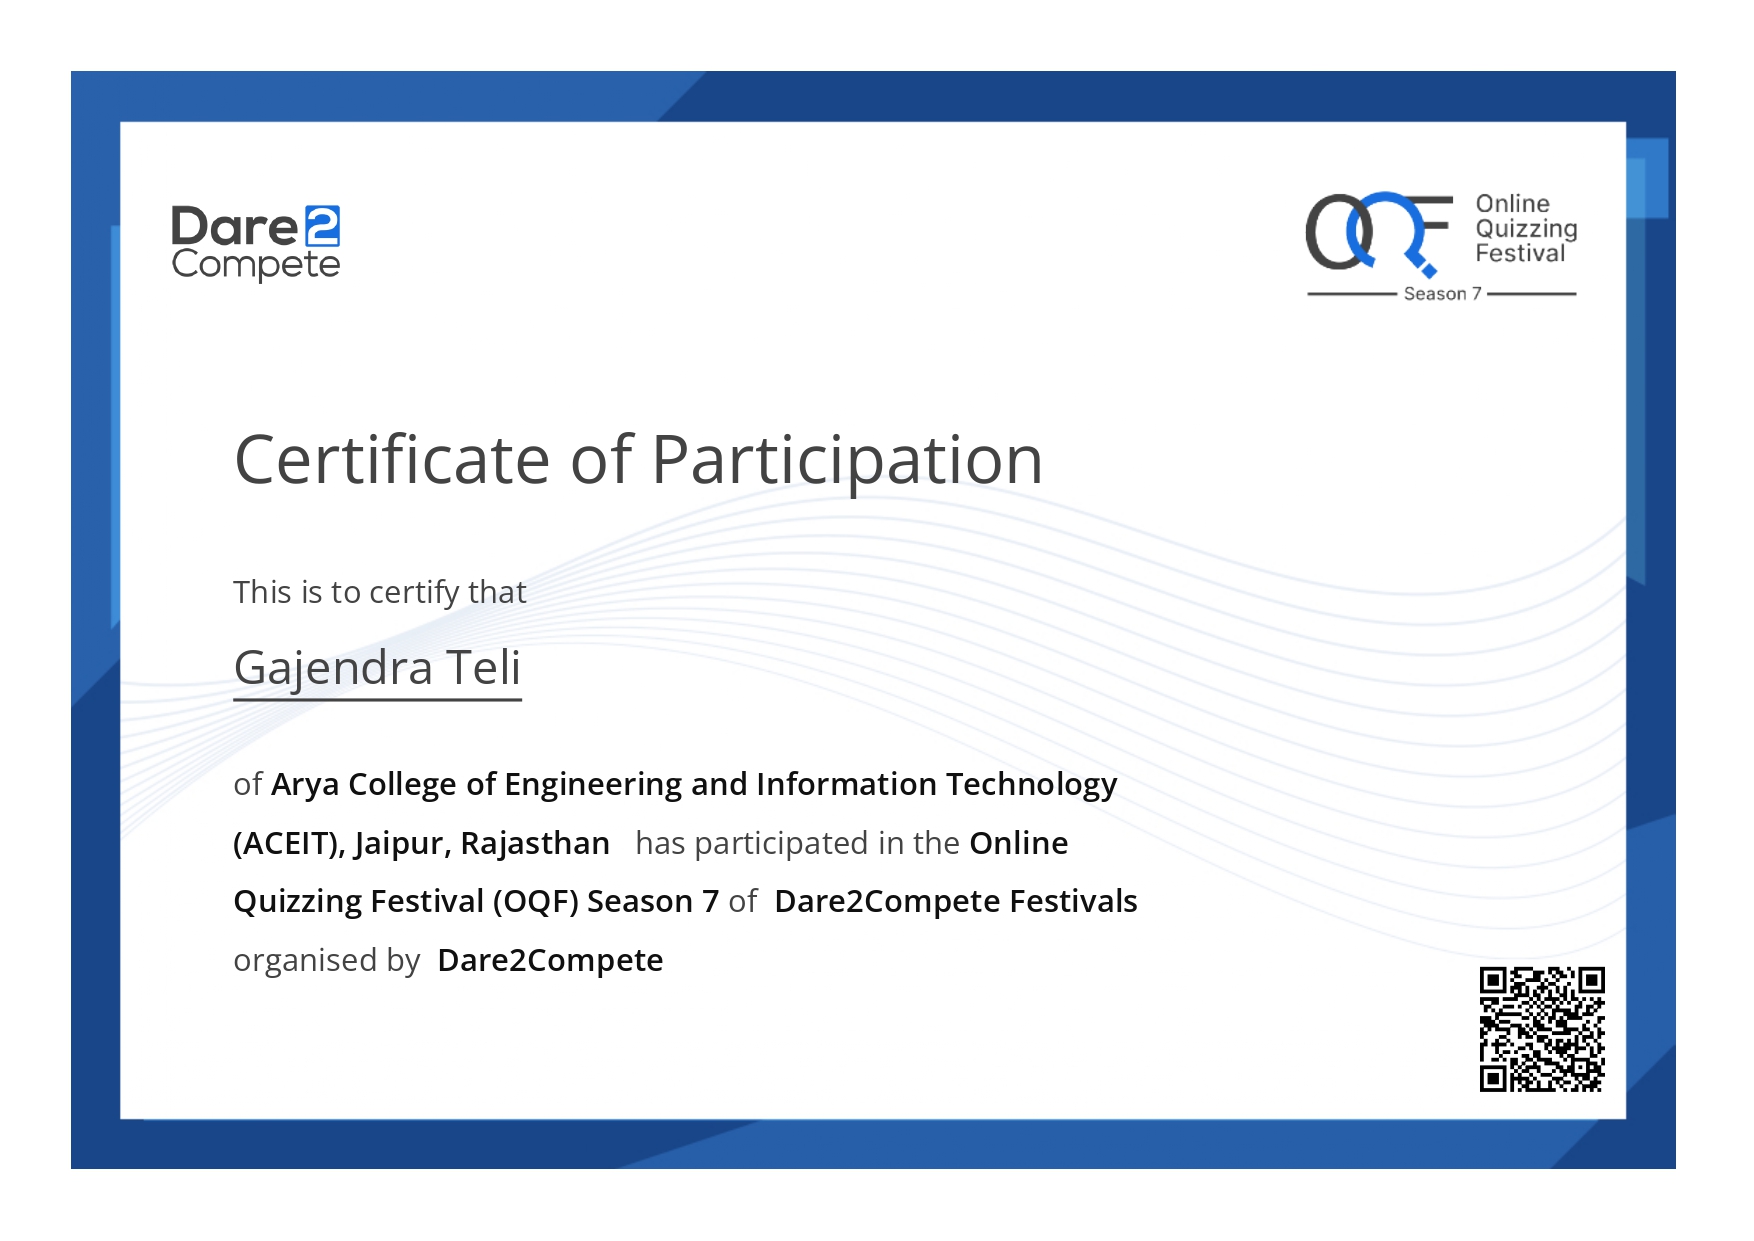 Dare2
Compete
OQF
Online
Quizzing
Festival
Season 7
Certificate of Participation
This is to certify that
Gajendra Teli
of Arya College of Engineering and Information Technology
(ACEIT), Jaipur, Rajasthan has participated in the Online
Quizzing Festival (OQF) Season 7 of Dare2Compete Festivals
organised by Dare2Compete